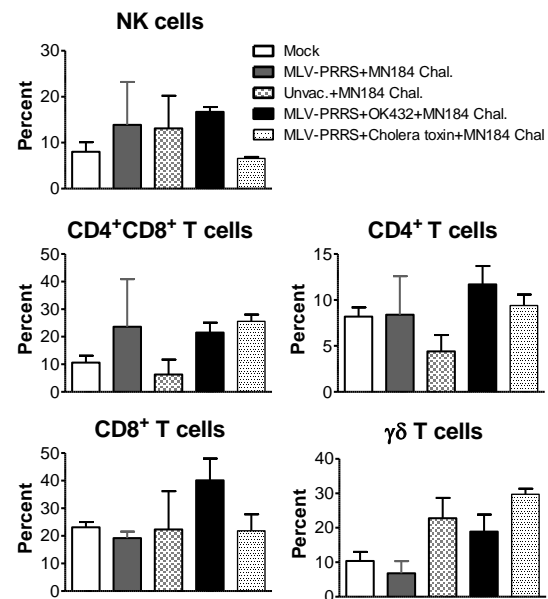 NK cells
Percent
30
20
10
0
Mock
MLV-PRRS+MN184 Chal.
Unvac.+MN184 Chal.
MLV-PRRS+OK432+MN184 Chal.
MLV-PRRS+Cholera toxin+MN184 Chal
CD4⁺CD8⁺ T cells
Percent
50
40
30
20
10
0
CD4⁺ T cells
Percent
15
10
5
0
CD8⁺ T cells
Percent
50
40
30
20
10
0
γδ T cells
Percent
40
30
20
10
0